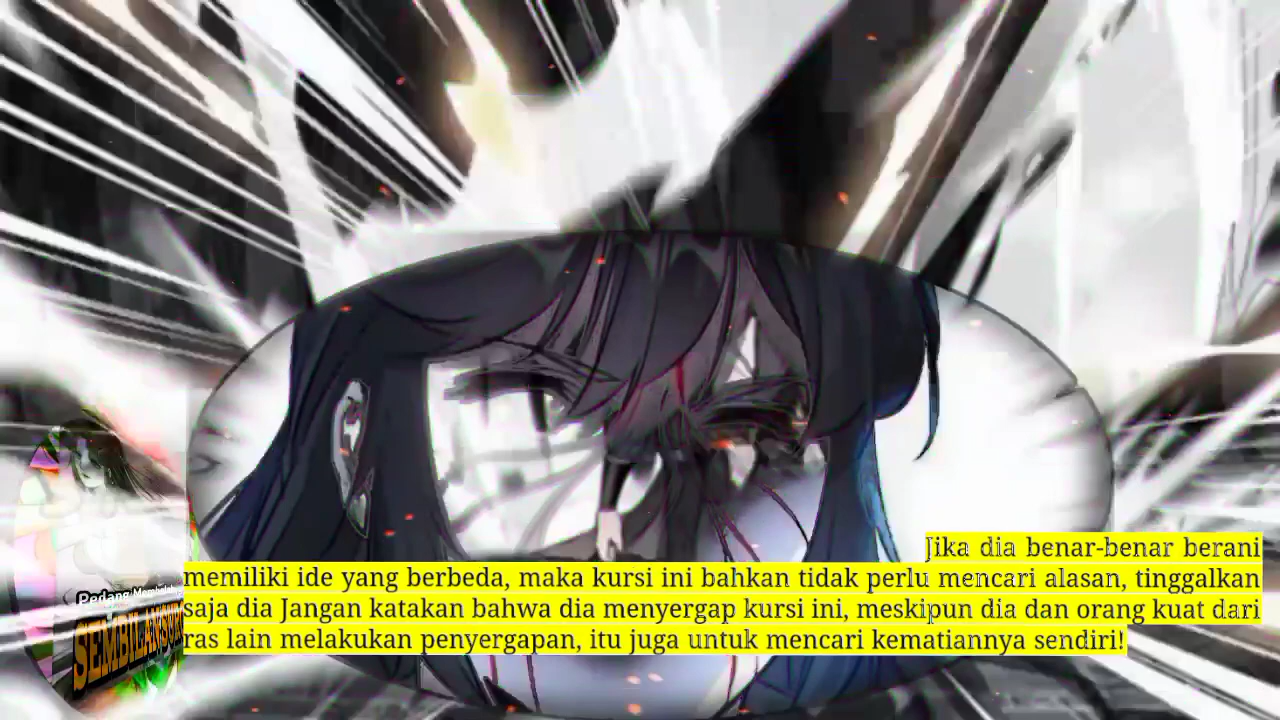 Jika dia benar-benar berani
memiliki ide yang berbeda, maka kursi ini bahkan tidak perlu mencari alasan, tinggalkan
saja dia Jangan katakan bahwa dia menyergap kursi ini, meskipun dia dan orang kuat dari
ras lain melakukan penyergapan, itu juga untuk mencari kematiannya sendiri!
Pedang